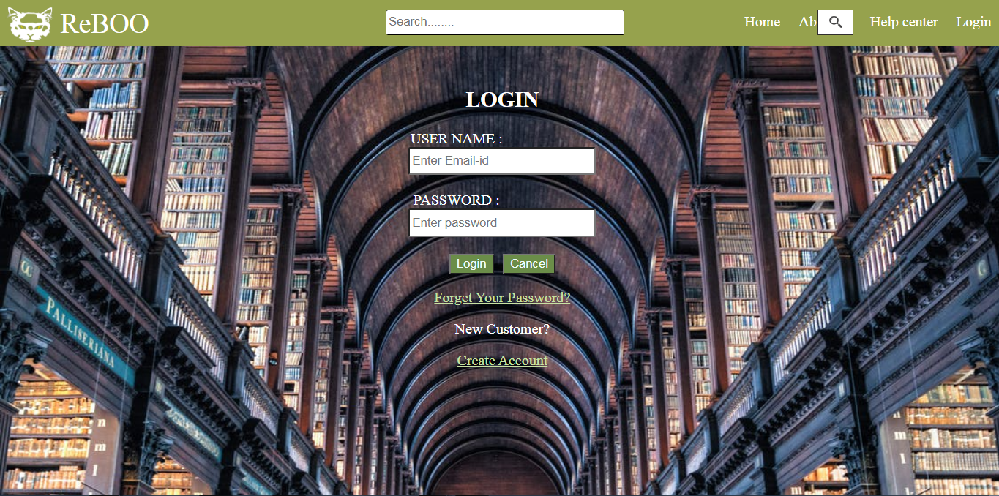 ReBOO
Search........
Home Ab Help center Login
LOGIN
USER NAME :
Enter Email-id
PASSWORD :
Enter password
Login Cancel
Forget Your Password?
New Customer?
Create Account
CC
PALLISERIANA
n
m
l
m
l